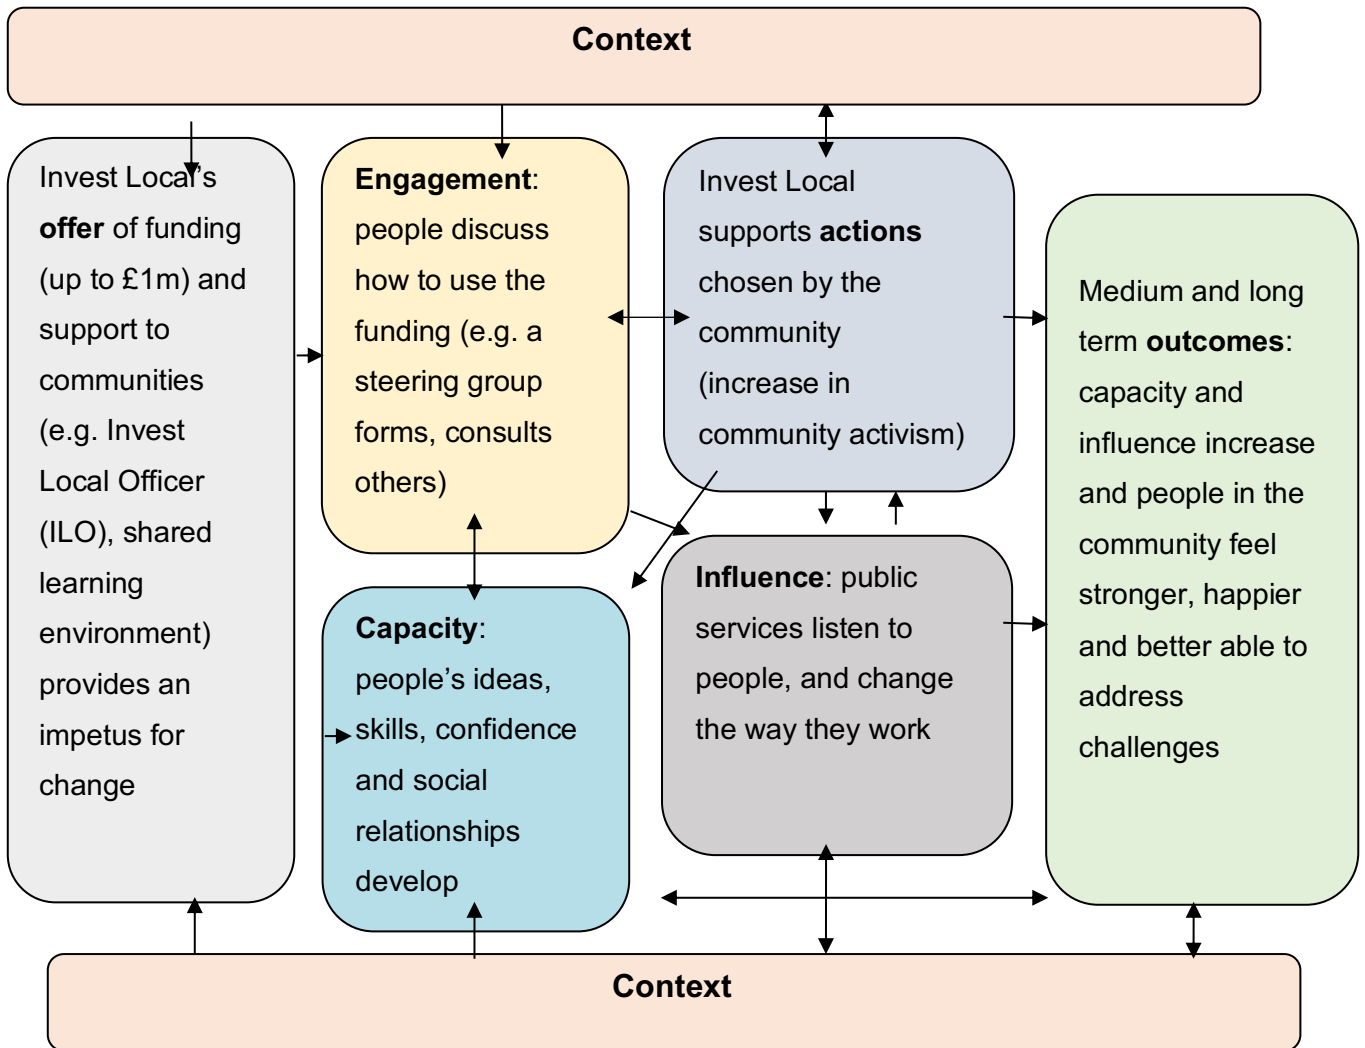 Context
Invest Local's
offer of funding
(up to £1m) and
support to
communities
(e.g. Invest
Local Officer
(ILO), shared
learning
environment)
provides an
impetus for
change
Engagement:
people discuss
how to use the
funding (e.g. a
steering group
forms, consults
others)
Capacity:
people's ideas,
skills, confidence
and social
relationships
develop
Invest Local
supports actions
chosen by the
community
(increase in
community activism)
Influence: public
services listen to
people, and change
the way they work
Medium and long
term outcomes:
capacity and
influence increase
and people in the
community feel
stronger, happier
and better able to
address
challenges
Context